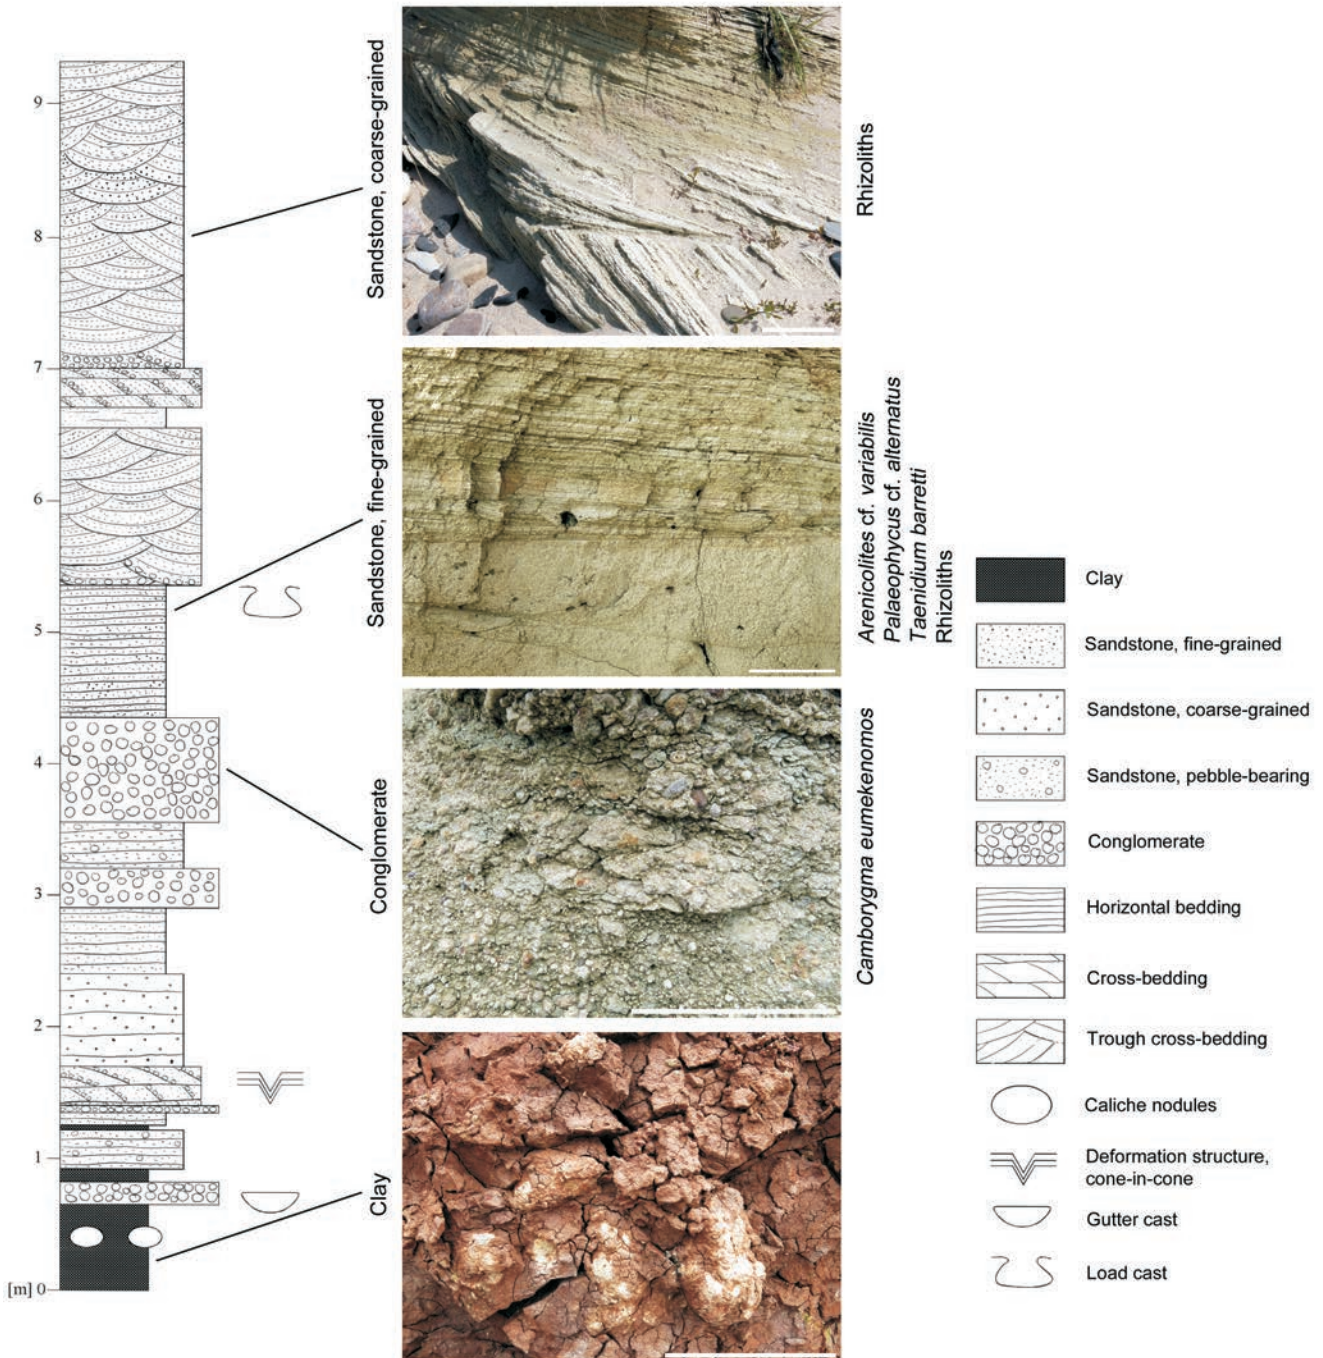 9
8
7
6
5
4
3
2
1
[m] 0
Sandstone, coarse-grained
Sandstone, fine-grained
Conglomerate
Clay
Rhizoliths
Arenicolites cf. variabilis
Palaeophycus cf. alternatus
Taenidium barretti
Rhizoliths
Camborygma eumekenomos
Clay
Sandstone, fine-grained
Sandstone, coarse-grained
Sandstone, pebble-bearing
Conglomerate
Horizontal bedding
Cross-bedding
Trough cross-bedding
Caliche nodules
Deformation structure,
cone-in-cone
Gutter cast
Load cast